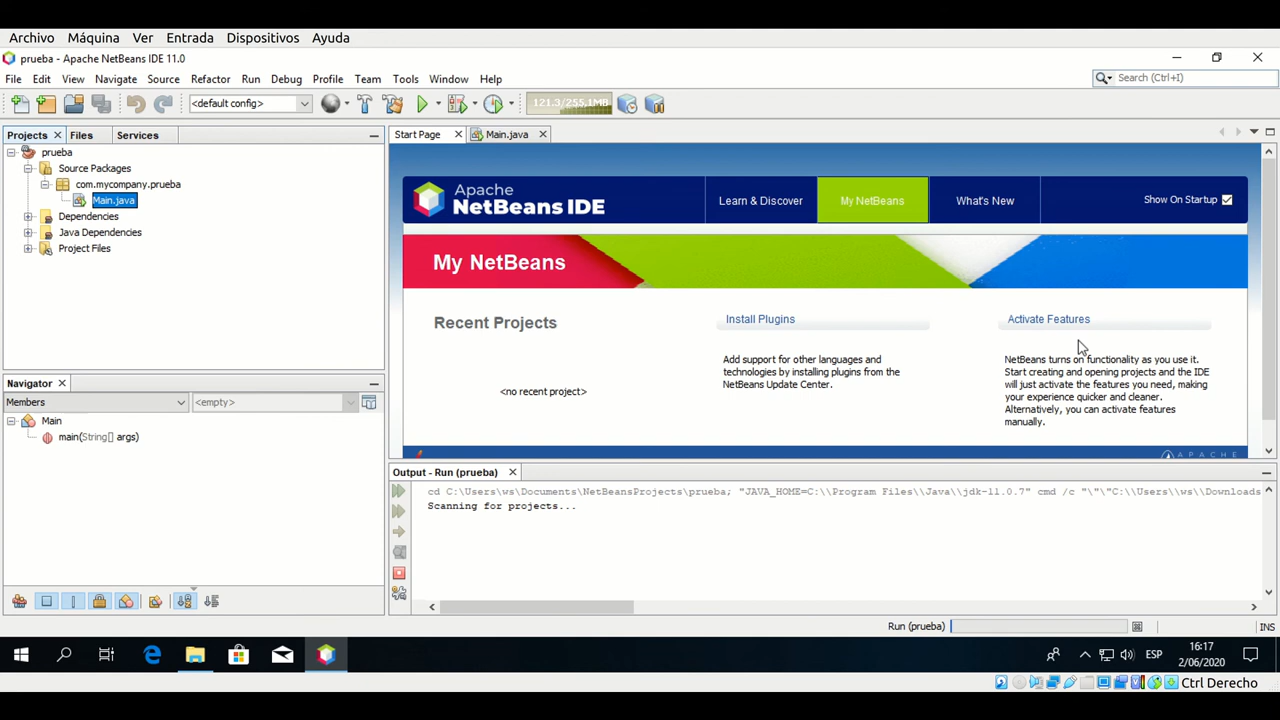 Archivo Máquina Ver Entrada Dispositivos Ayuda
prueba - Apache NetBeans IDE 11.0
File Edit View Navigate Source Refactor Run Debug Profile Team Tools Window Help
Search (Ctrl+I)
<default config>
121.3/255.1MB
Projects Files Services
prueba
Source Packages
com.mycompany.prueba
Main.java
Dependencies
Java Dependencies
Project Files
Start Page Main.java
Apache
NetBeans IDE
Learn & Discover My NetBeans What's New Show On Startup
My NetBeans
Recent Projects
<no recent project>
Install Plugins
Add support for other languages and
technologies by installing plugins from the
NetBeans Update Center.
Activate Features
NetBeans turns on functionality as you use it.
Start creating and opening projects and the IDE
will just activate the features you need, making
your experience quicker and cleaner.
Alternatively, you can activate features
manually.
APACHE
Navigator
Members <empty>
Main
main(String[] args)
Output - Run (prueba)
cd C:\Users\ws\Documents\NetBeansProjects\prueba; "JAVA_HOME=C:\\Program Files\\Java\\jdk-11.0.7" cmd /c "\"\"C:\\Users\\ws\\Downloads
Scanning for projects...
Run (prueba)
INS
ESP
16:17
2/06/2020
Ctrl Derecho